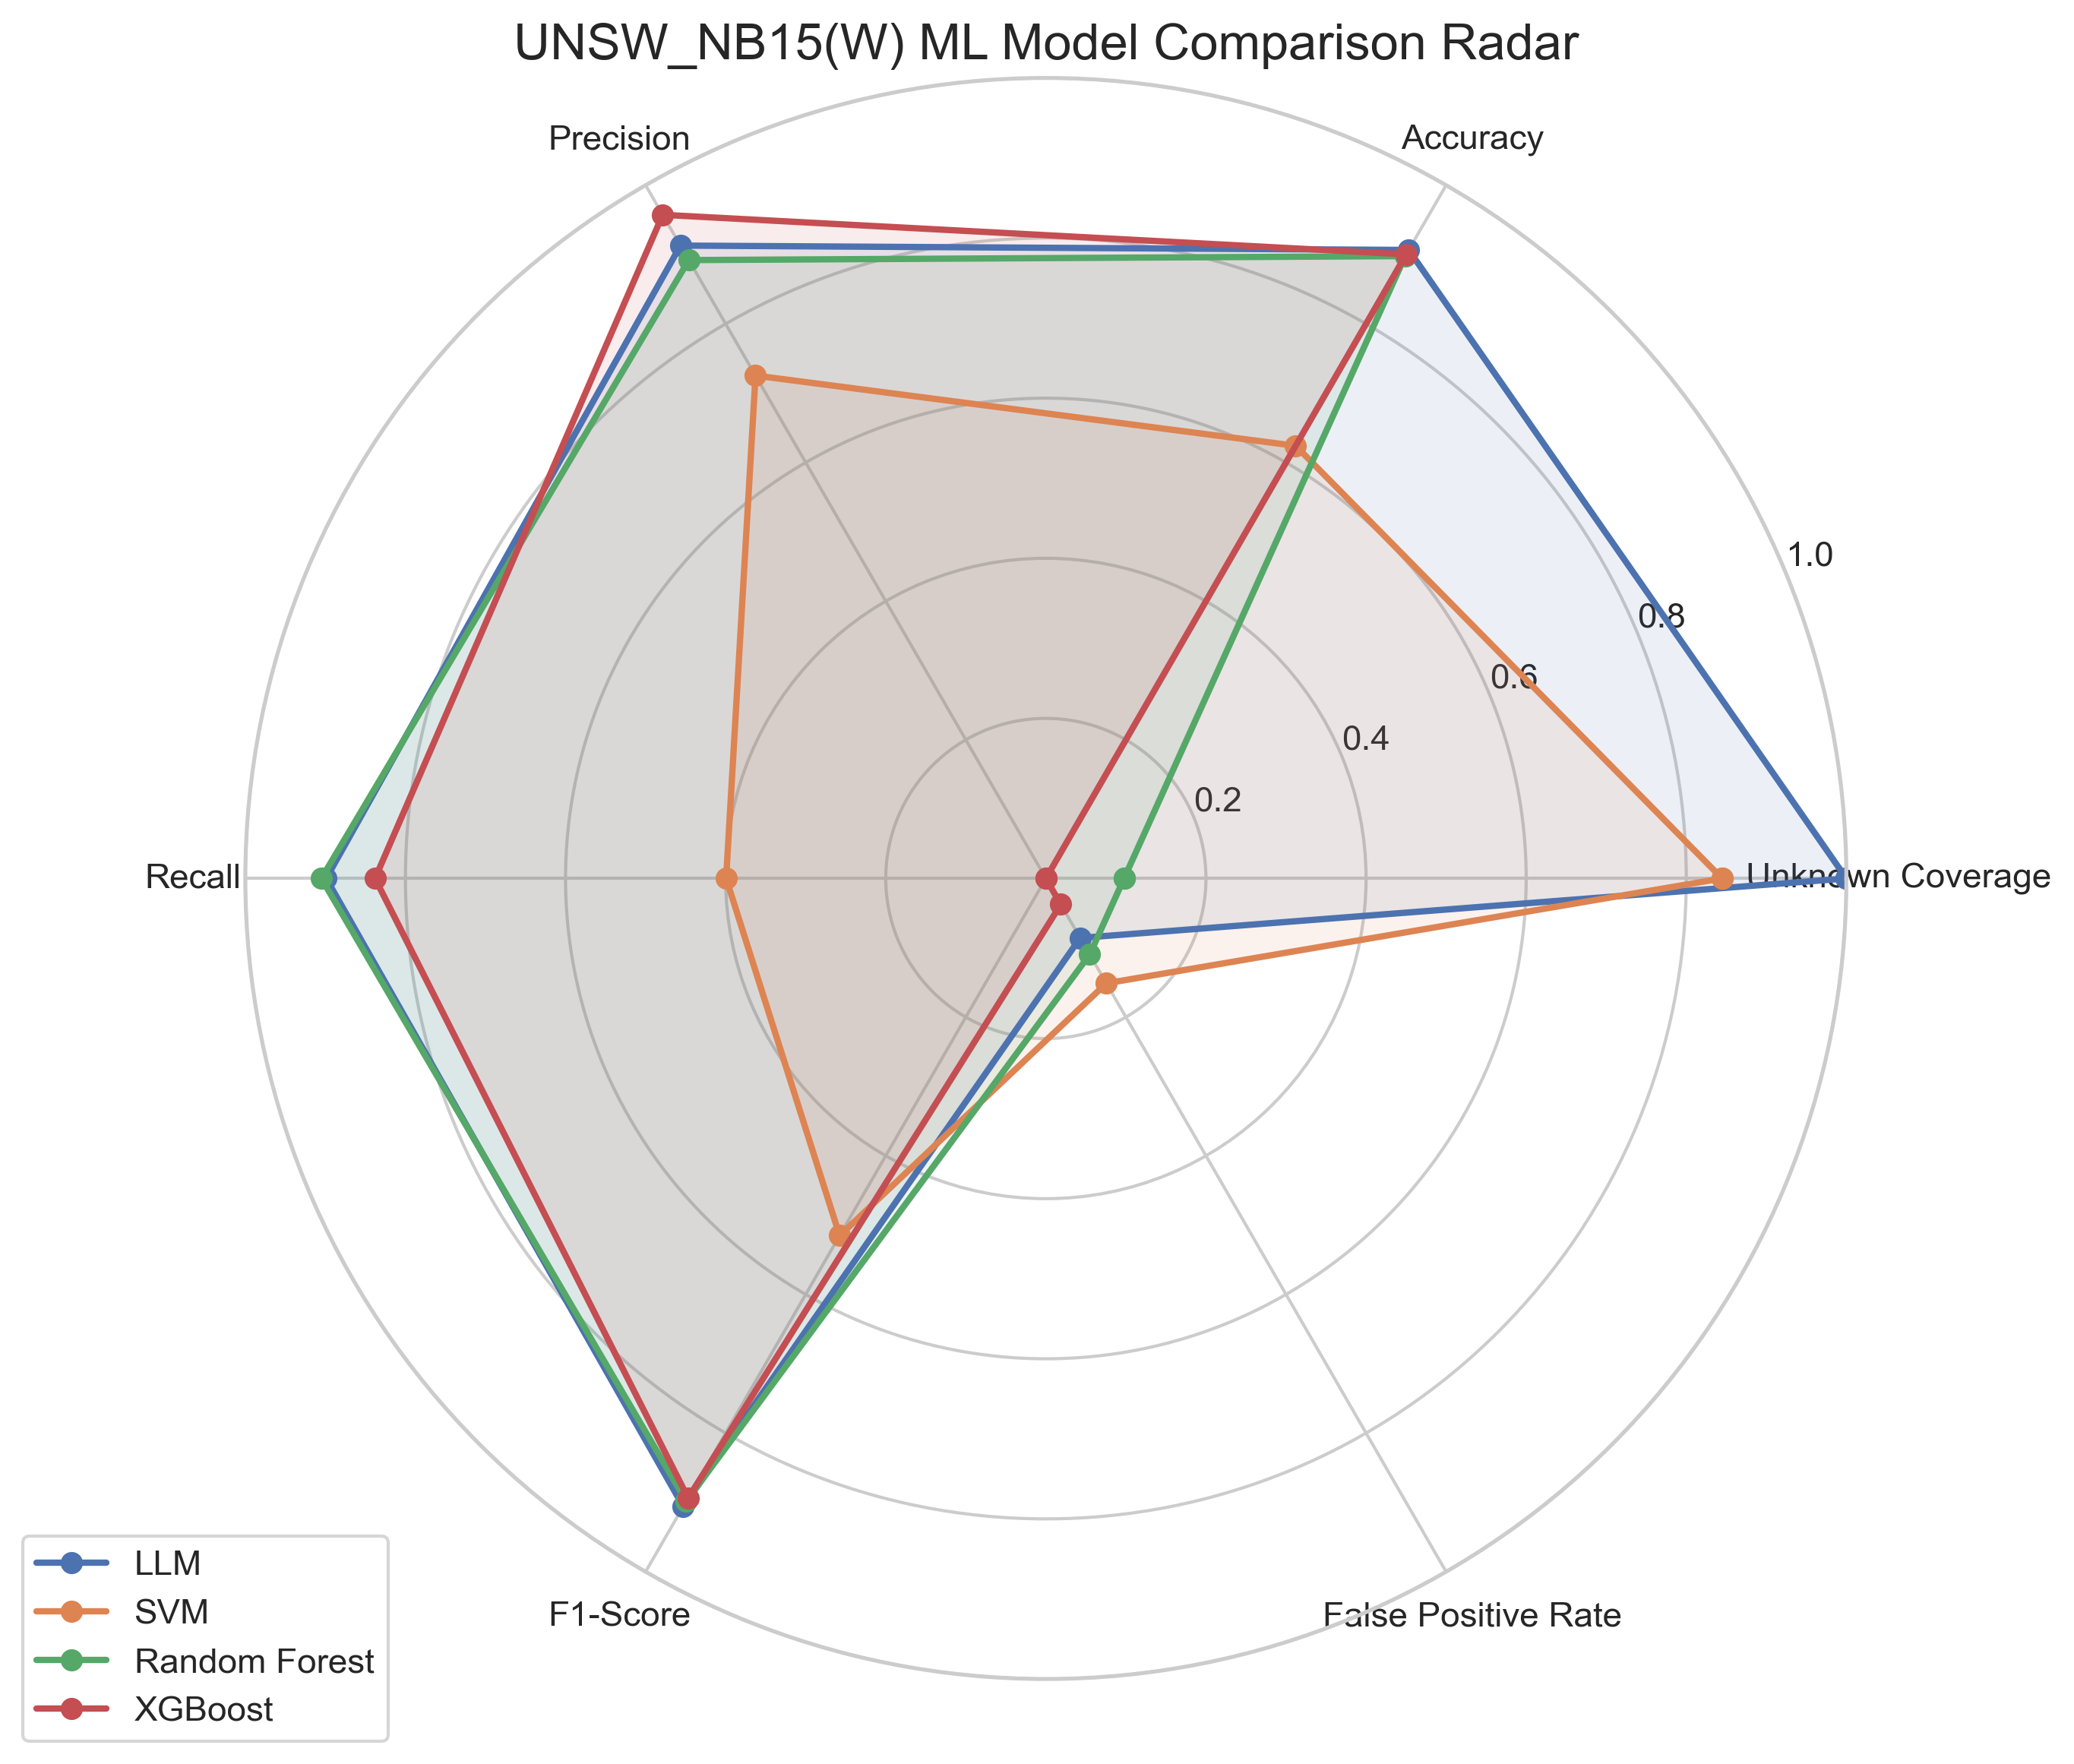 UNSW_NB15(W) ML Model Comparison Radar
Precision
Accuracy
1.0
0.8
0.6
0.4
0.2
Recall
Unknown Coverage
F1-Score
False Positive Rate
LLM
SVM
Random Forest
XGBoost